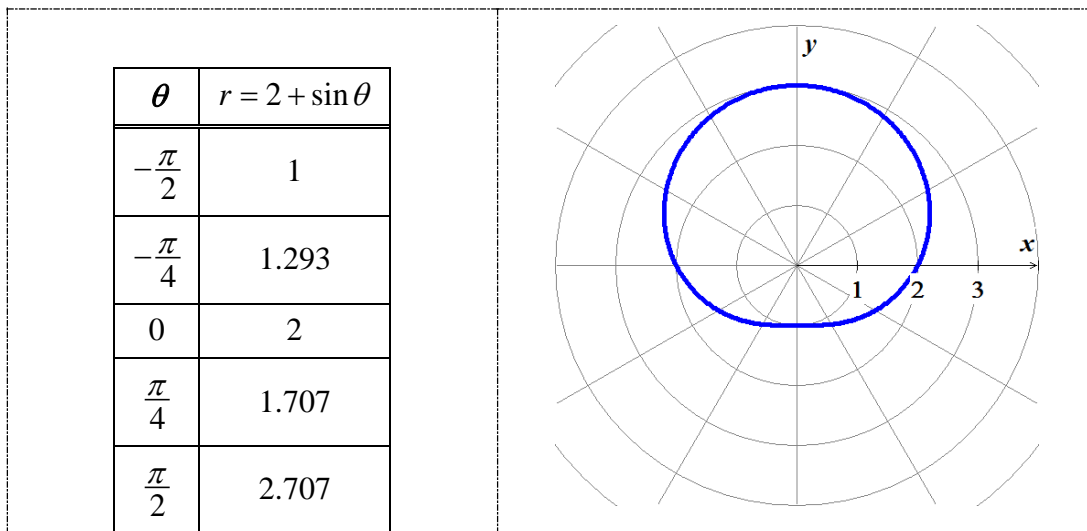 θ r = 2 + sin θ
−π/2 1
−π/4 1.293
0 2
π/4 1.707
π/2 2.707
y
x
1 2 3